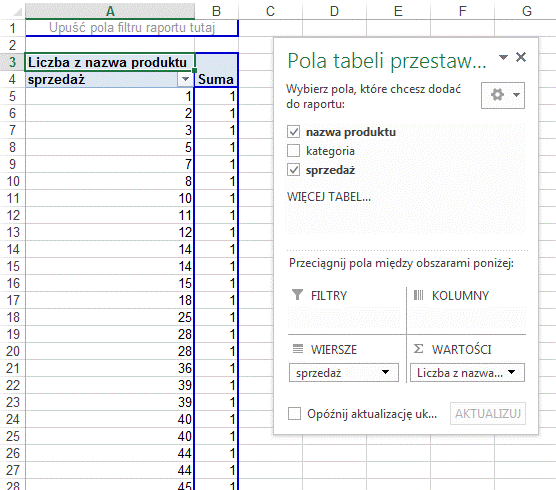 A B C D E F G
1 Upuść pola filtru raportu tutaj
2
3 Liczba z nazwa produktu
4 sprzedaż Suma
5 1 1
6 2 1
7 3 1
8 5 1
9 7 1
10 8 1
11 10 1
12 11 1
13 12 1
14 14 1
15 14 1
16 15 1
17 18 1
18 25 1
19 28 1
20 28 1
21 36 1
22 39 1
23 39 1
24 40 1
25 40 1
26 44 1
27 44 1
28 45 1
Pola tabeli przestaw...
Wybierz pola, które chcesz dodać
do raportu:
nazwa produktu
kategoria
sprzedaż
WIĘCEJ TABEL...
Przeciągnij pola między obszarami poniżej:
FILTRY
KOLUMNY
WIERSZE
Σ WARTOŚCI
sprzedaż
Liczba z nazwa...
Opóźnij aktualizację uk...
AKTUALIZUJ